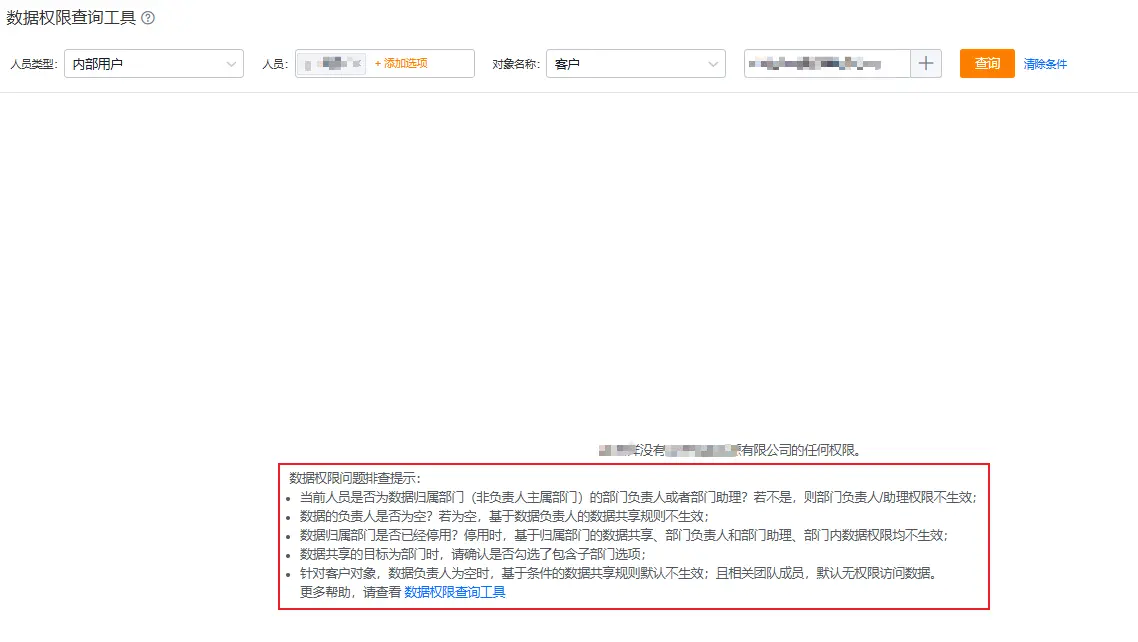 数据权限查询工具 ?
人员类型: 内部用户 人员: + 添加选项 对象名称: 客户 查询 清除条件
没有有限公司的任何权限。
数据权限问题排查提示：
当前人员是否为数据归属部门（非负责人主属部门）的部门负责人或者部门助理？若不是，则部门负责人/助理权限不生效；
数据的负责人是否为空？若为空，基于数据负责人的数据共享规则不生效；
数据归属部门是否已经停用？停用时，基于归属部门的数据共享、部门负责人和部门助理、部门内数据权限均不生效；
数据共享的目标为部门时，请确认是否勾选了包含子部门选项；
针对客户对象，数据负责人为空时，基于条件的数据共享规则默认不生效；且相关团队成员，默认无权限访问数据。
更多帮助，请查看 数据权限查询工具